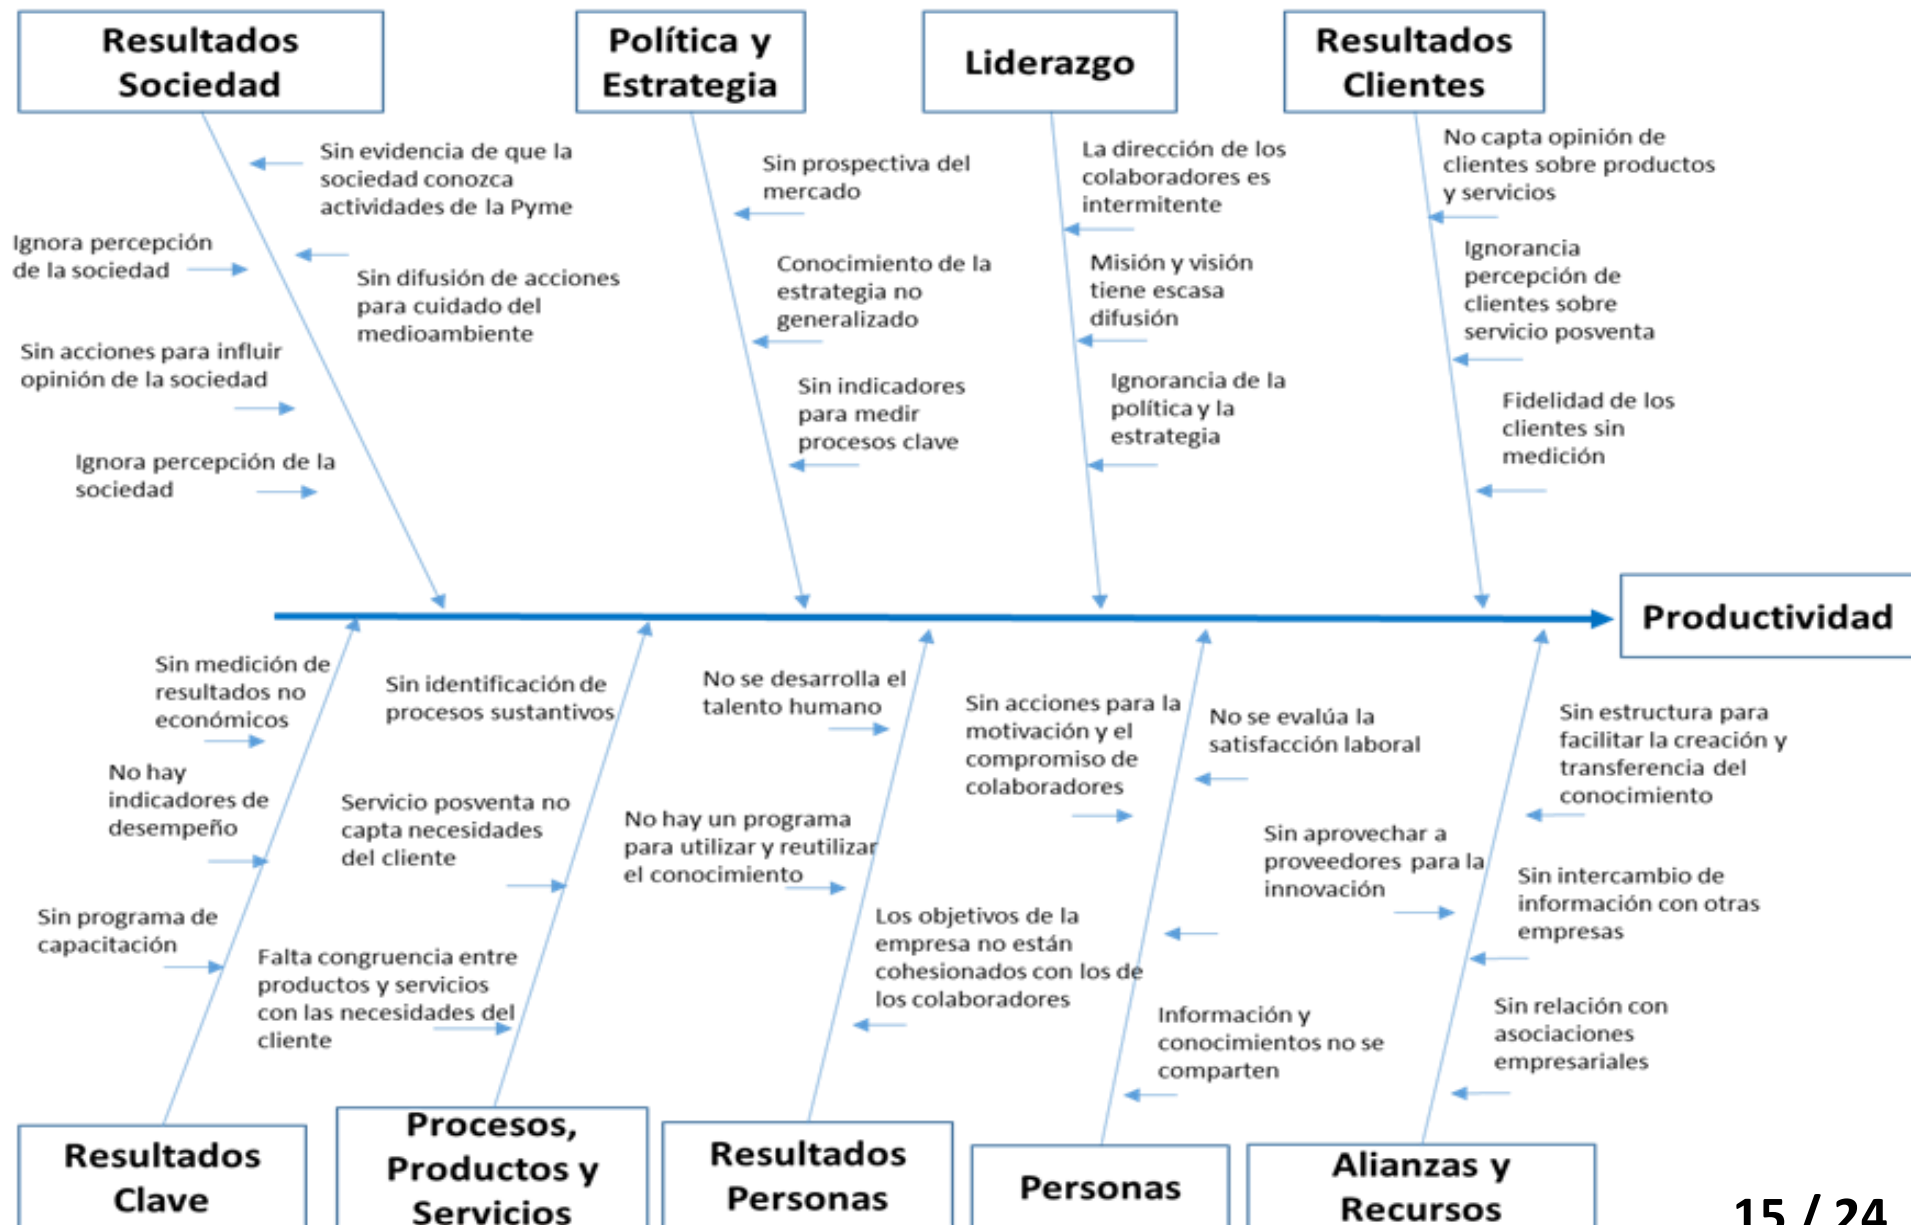 Resultados
Sociedad
Política y
Estrategia
Liderazgo
Resultados
Clientes
Sin evidencia de que la
sociedad conozca
actividades de la Pyme
Ignora percepción
de la sociedad
Sin difusión de acciones
para cuidado del
medioambiente
Sin acciones para influir
opinión de la sociedad
Ignora percepción de la
sociedad
Sin prospectiva del
mercado
Conocimiento de la
estrategia no
generalizado
Sin indicadores
para medir
procesos clave
La dirección de los
colaboradores es
intermitente
Misión y visión
tiene escasa
difusión
Ignorancia de la
política y la
estrategia
No capta opinión de
clientes sobre productos
y servicios
Ignorancia
percepción de
clientes sobre
servicio posventa
Fidelidad de los
clientes sin
medición
Productividad
Sin medición de
resultados no
económicos
No hay
indicadores de
desempeño
Sin programa de
capacitación
Sin identificación de
procesos sustantivos
Servicio posventa no
capta necesidades
del cliente
Falta congruencia entre
productos y servicios
con las necesidades del
cliente
No se desarrolla el
talento humano
No hay un programa
para utilizar y reutilizar
el conocimiento
Los objetivos de la
empresa no están
cohesionados con los de
los colaboradores
Sin acciones para la
motivación y el
compromiso de
colaboradores
No se evalúa la
satisfacción laboral
Información y
conocimientos no se
comparten
Sin estructura para
facilitar la creación y
transferencia del
conocimiento
Sin aprovechar a
proveedores para la
innovación
Sin intercambio de
información con otras
empresas
Sin relación con
asociaciones
empresariales
Resultados
Clave
Procesos,
Productos y
Servicios
Resultados
Personas
Personas
Alianzas y
Recursos
15 / 24